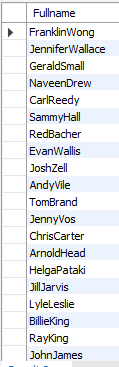 Fullname
FranklinWong
JenniferWallace
GeraldSmall
NaveenDrew
CarlReedy
SammyHall
RedBacher
EvanWallis
JoshZell
AndyVile
TomBrand
JennyVos
ChrisCarter
ArnoldHead
HelgaPataki
JillJarvis
LyleLeslie
BillieKing
RayKing
JohnJames